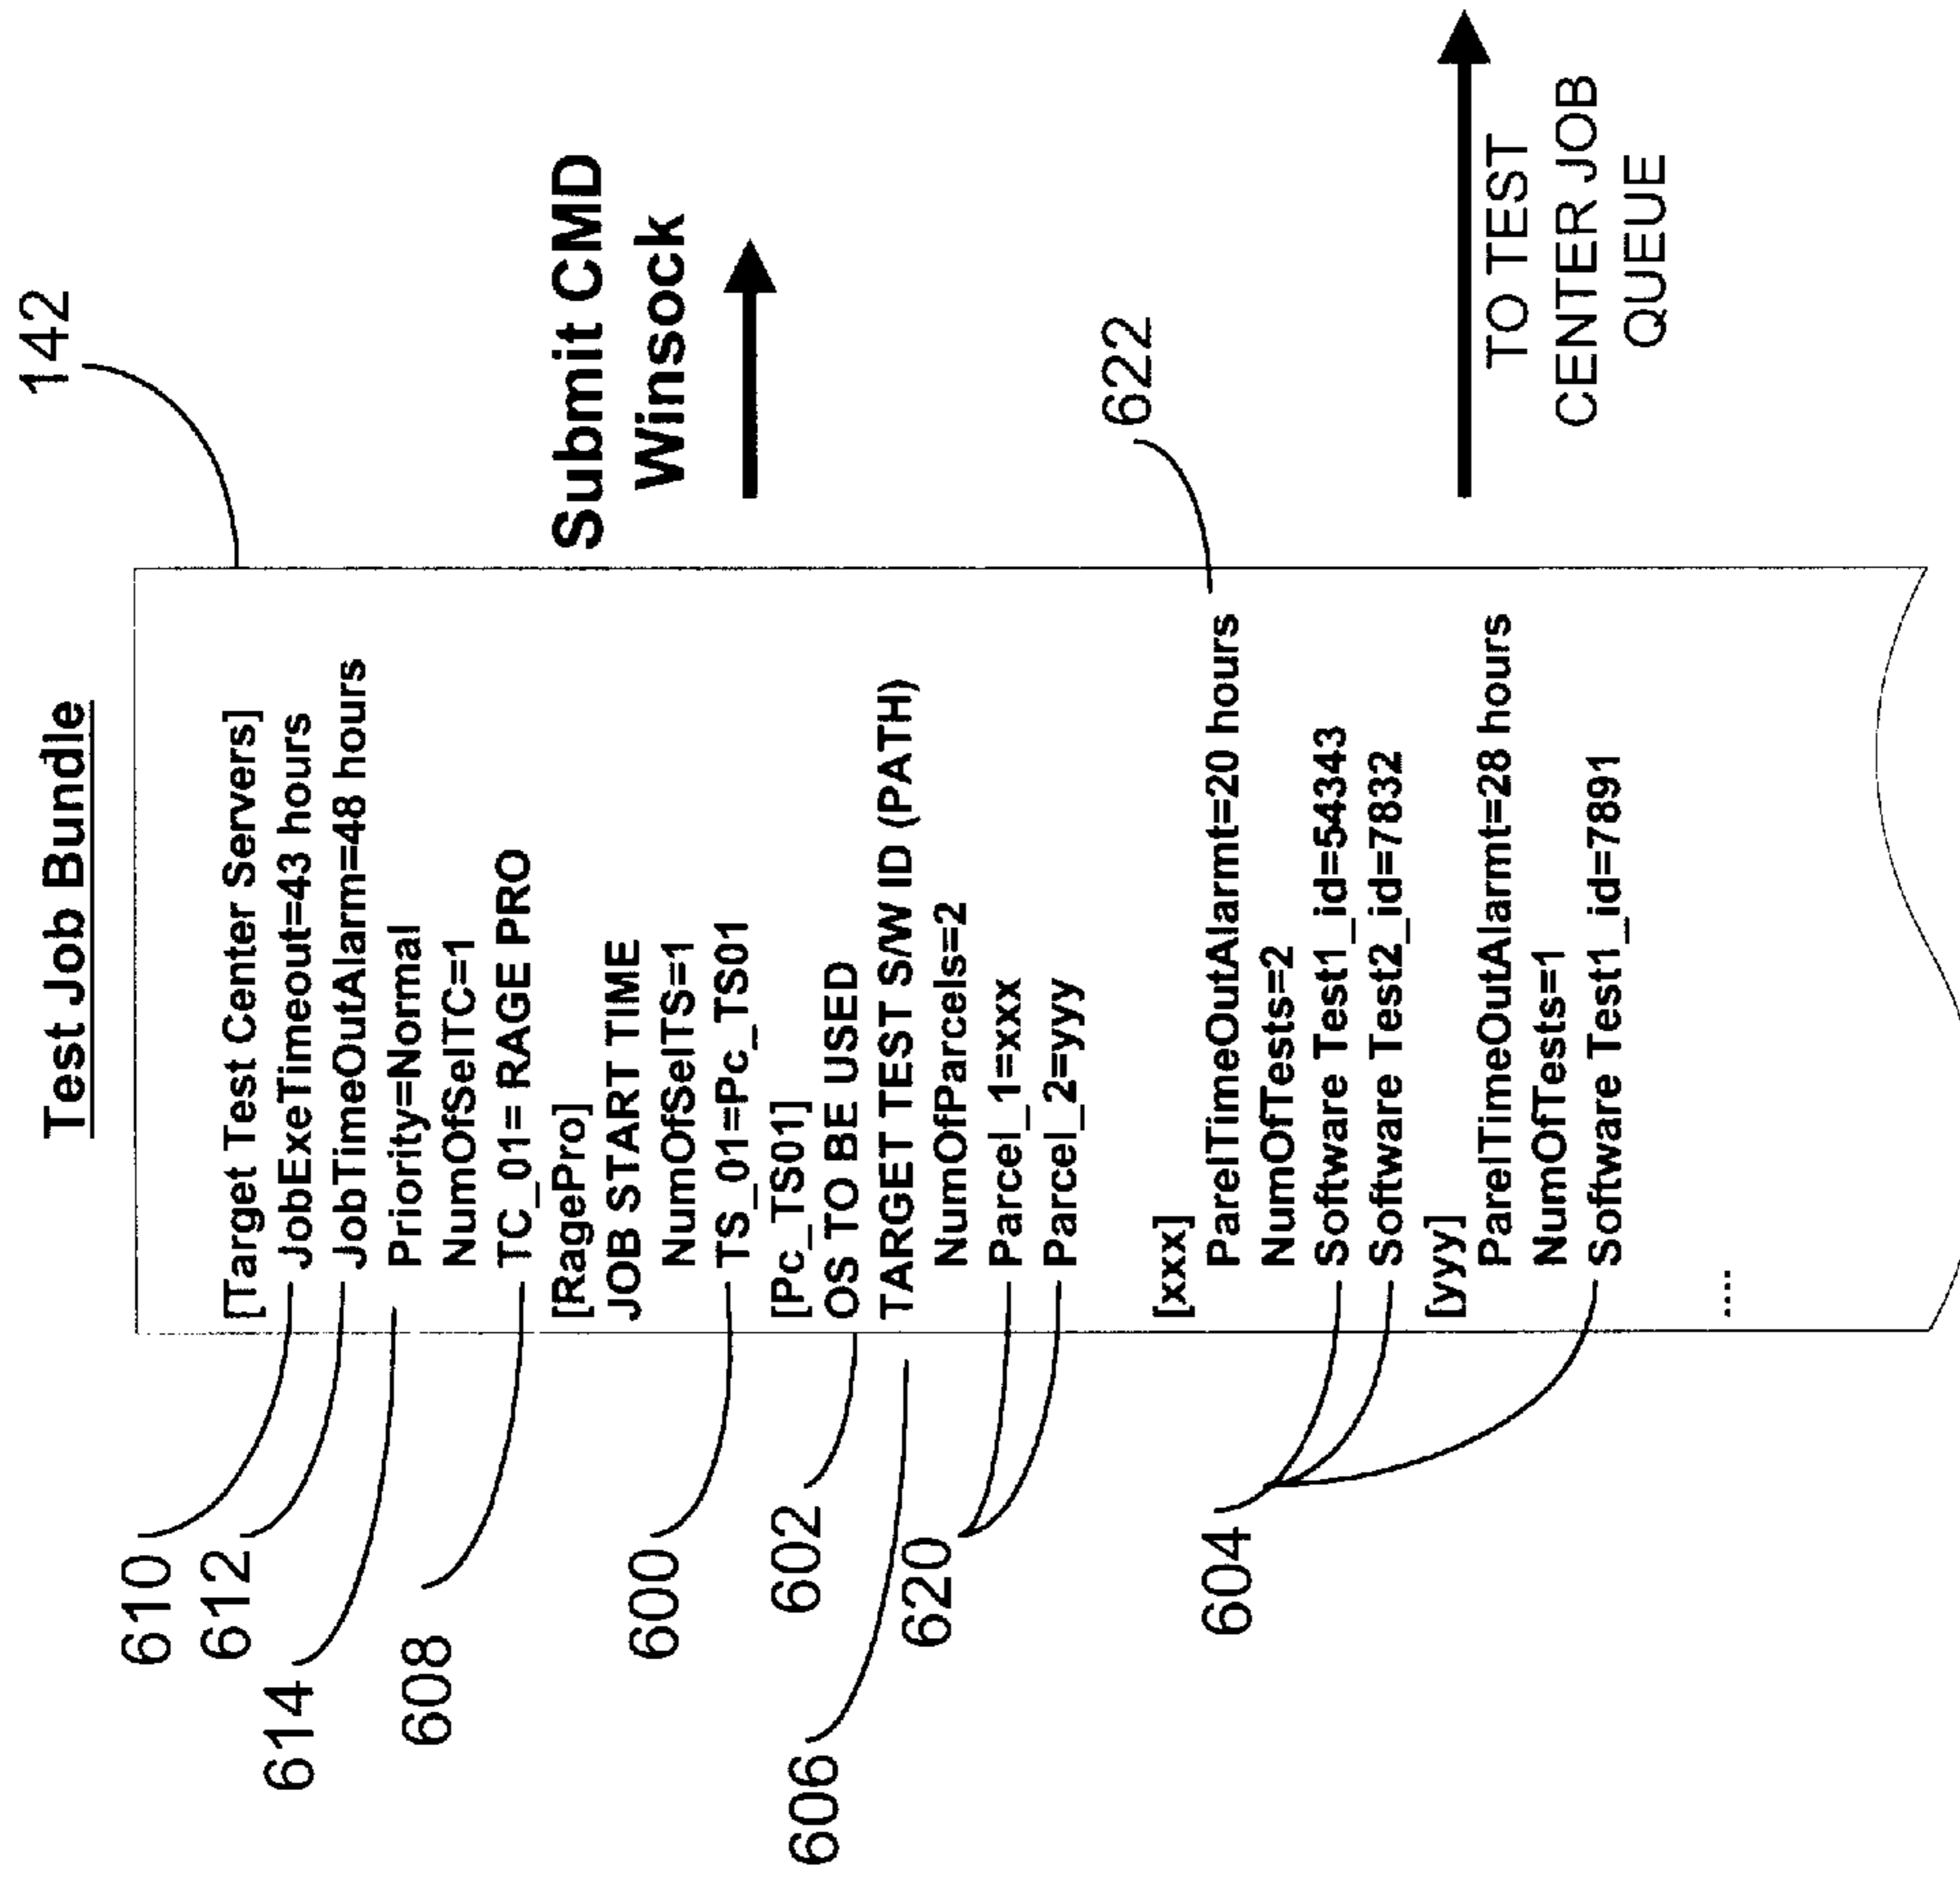 Test Job Bundle
142
[Target Test Center Servers]
JobExeTimeout=43 hours
JobTimeOutAlarm=48 hours
Priority=Normal
NumOfSelTC=1
TC_01= RAGE PRO
[RagePro]
JOB START TIME
NumOfSelTS=1
TS_01=Pc_TS01
[Pc_TS01]
OS TO BE USED
TARGET TEST S/W ID (PATH)
NumOfParcels=2
Parcel_1=xxx
Parcel_2=yyy
[xxx]
ParelTimeOutAlarmt=20 hours
NumOfTests=2
Software Test1_id=54343
Software Test2_id=7832
[yyy]
ParelTimeOutAlarmt=28 hours
NumOfTests=1
Software Test1_id=7891
....
610
612
614
608
600
602
606
620
604
Submit CMD
Winsock
622
TO TEST
CENTER JOB
QUEUE